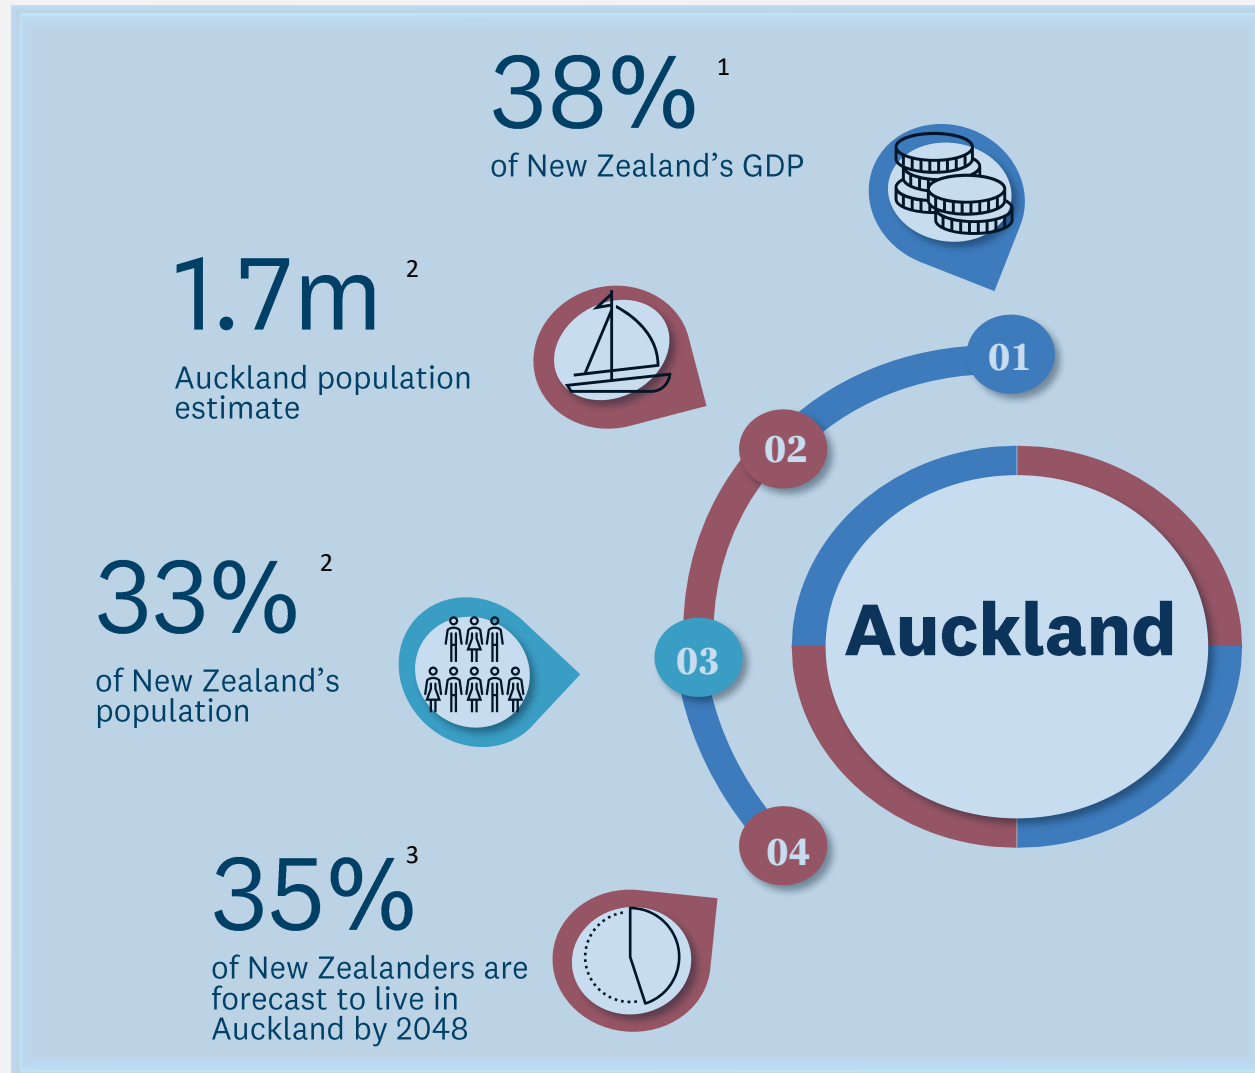 38% 1
of New Zealand's GDP
1.7m 2
Auckland population
estimate
33% 2
of New Zealand's
population
35% 3
of New Zealanders are
forecast to live in
Auckland by 2048
01
02
03
04
Auckland